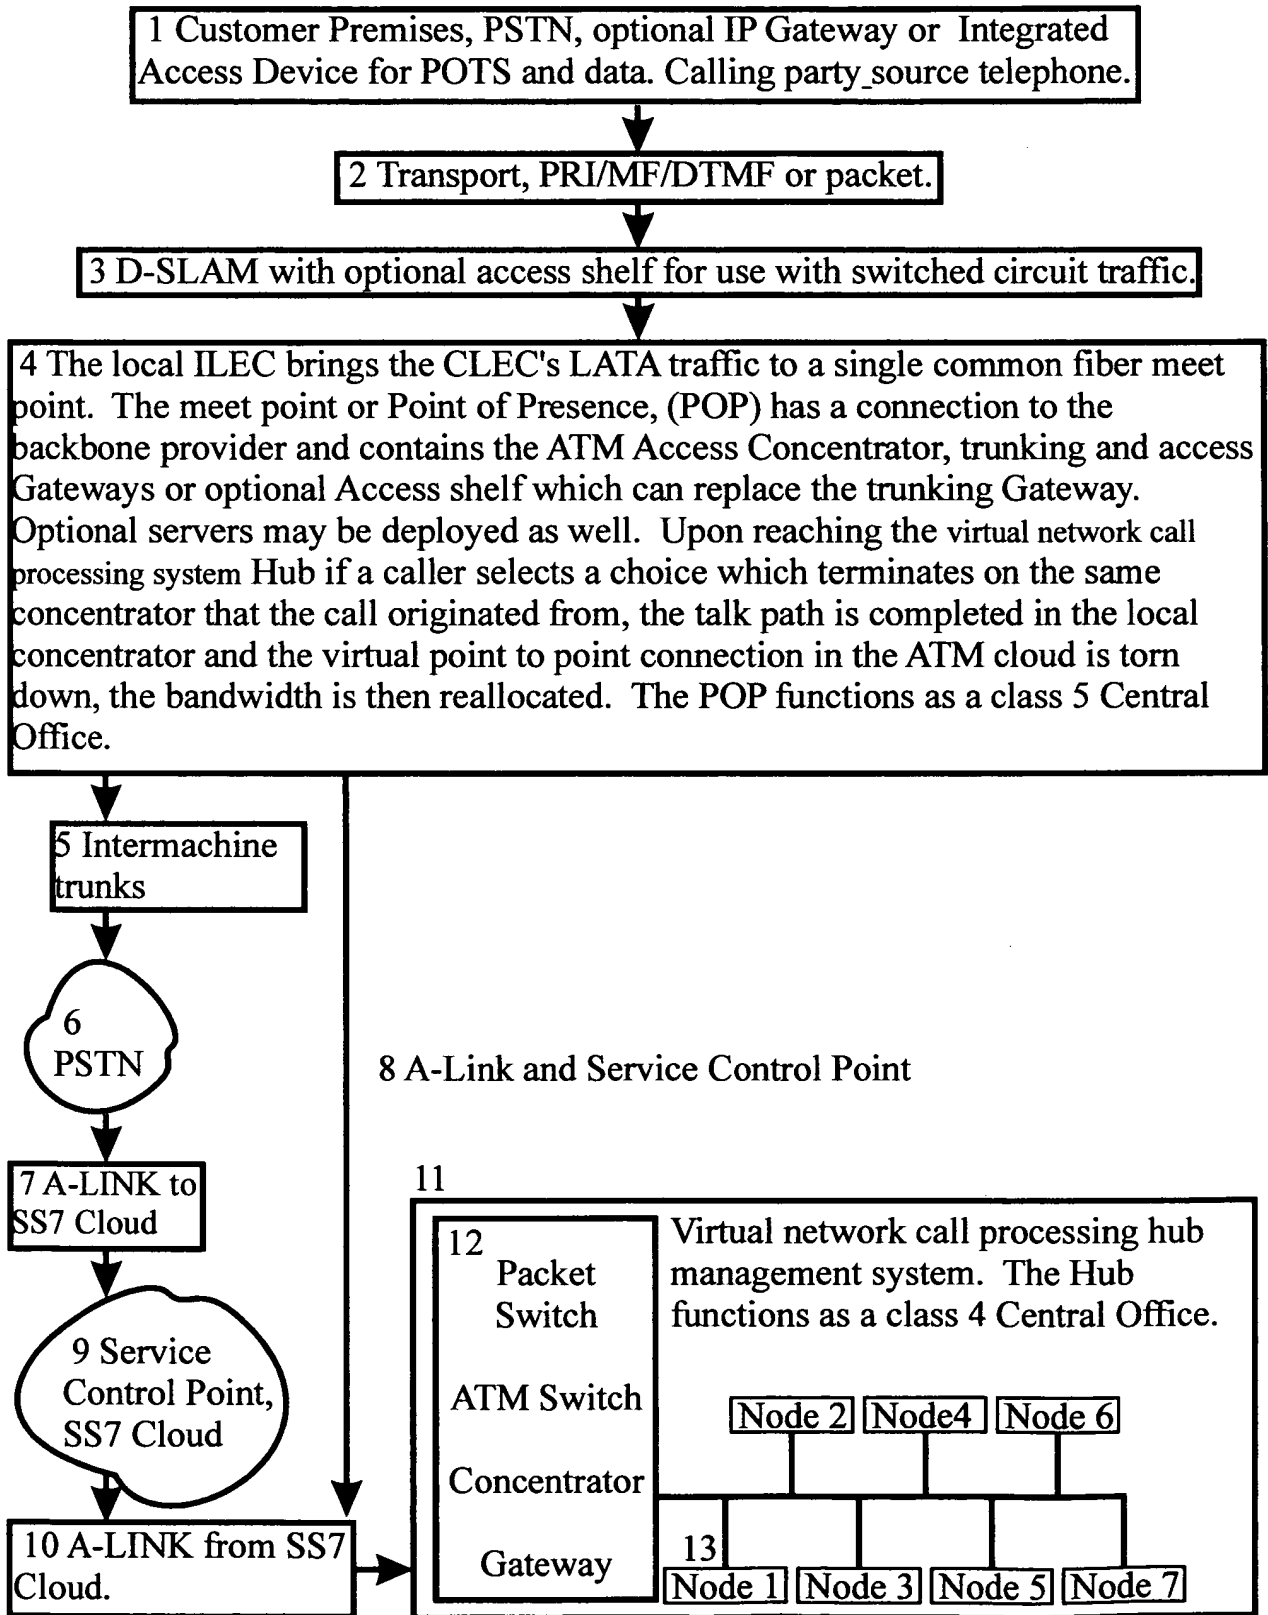 1 Customer Premises, PSTN, optional IP Gateway or Integrated
Access Device for POTS and data. Calling party_source telephone.
2 Transport, PRI/MF/DTMF or packet.
3 D-SLAM with optional access shelf for use with switched circuit traffic.
4 The local ILEC brings the CLEC's LATA traffic to a single common fiber meet
point. The meet point or Point of Presence, (POP) has a connection to the
backbone provider and contains the ATM Access Concentrator, trunking and access
Gateways or optional Access shelf which can replace the trunking Gateway.
Optional servers may be deployed as well. Upon reaching the virtual network call
processing system Hub if a caller selects a choice which terminates on the same
concentrator that the call originated from, the talk path is completed in the local
concentrator and the virtual point to point connection in the ATM cloud is torn
down, the bandwidth is then reallocated. The POP functions as a class 5 Central
Office.
5 Intermachine
trunks
6
PSTN
8 A-Link and Service Control Point
7 A-LINK to
SS7 Cloud
9 Service
Control Point,
SS7 Cloud
10 A-LINK from SS7
Cloud.
11
12
Packet
Switch
ATM Switch
Concentrator
Gateway
Virtual network call processing hub
management system. The Hub
functions as a class 4 Central Office.
Node 2 Node4 Node 6
13
Node 1 Node 3 Node 5 Node 7